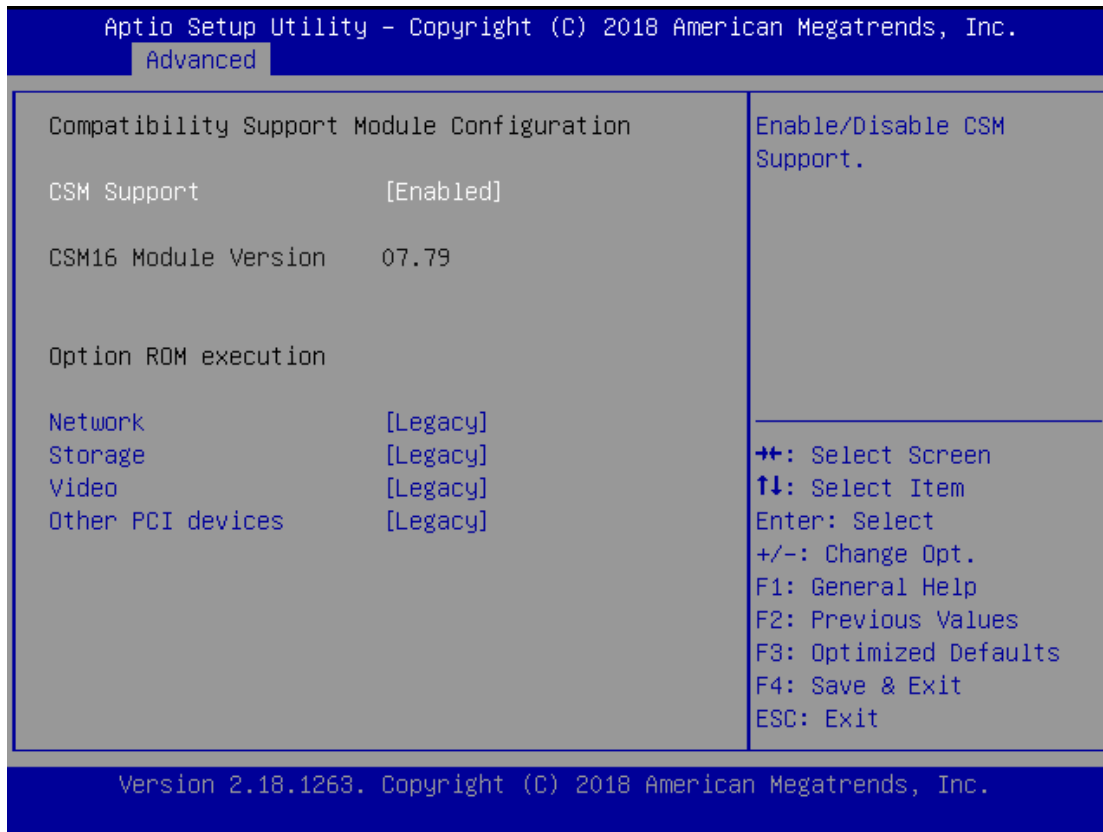 Aptio Setup Utility – Copyright (C) 2018 American Megatrends, Inc.
Advanced
Compatibility Support Module Configuration
CSM Support [Enabled]
CSM16 Module Version 07.79
Option ROM execution
Network [Legacy]
Storage [Legacy]
Video [Legacy]
Other PCI devices [Legacy]
Enable/Disable CSM
Support.
→←: Select Screen
↑↓: Select Item
Enter: Select
+/-: Change Opt.
F1: General Help
F2: Previous Values
F3: Optimized Defaults
F4: Save & Exit
ESC: Exit
Version 2.18.1263. Copyright (C) 2018 American Megatrends, Inc.